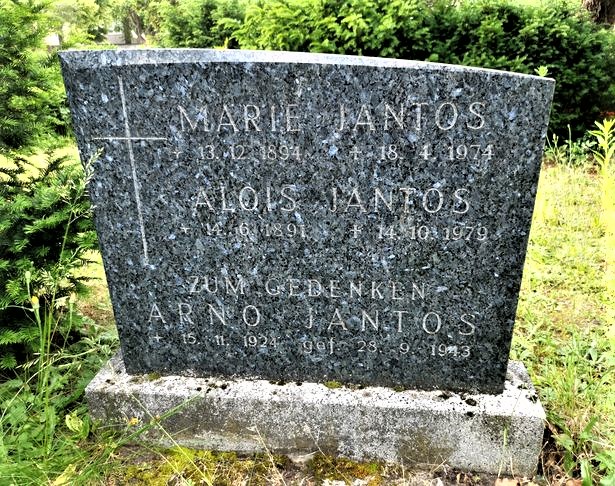 MARIE JANTOS
* 13.12.1894 + 18.4.1974
ALOIS JANTOS
* 14.6.1891 + 14.10.1979
ZUM GEDENKEN
ARNO JANTOS
* 15.11.1924 gef. 28.9.1943